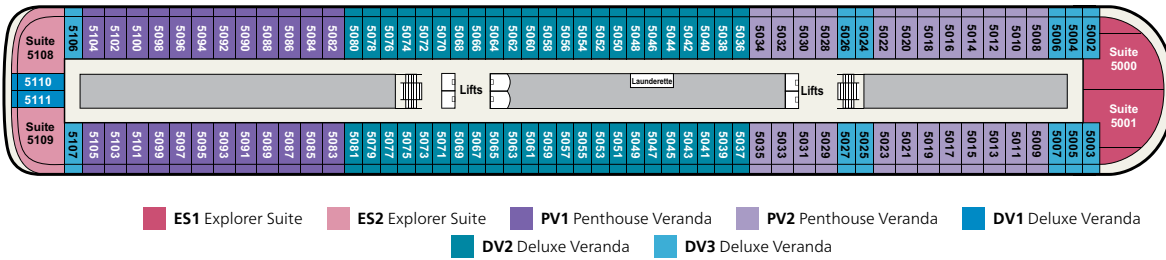 5106 5104 5102 5100 5098 5096 5094 5092 5090 5088 5086 5084 5082 5080 5078 5076 5074 5072 5070 5068 5066 5064 5062 5060 5058 5056 5054 5052 5050 5048 5046 5044 5042 5040 5038 5036 5034 5032 5030 5028 5026 5024 5022 5020 5018 5016 5014 5012 5010 5008 5006 5004 5002
Suite
5108
Suite
5000
5110
5111
Lifts
Launderette
Lifts
Suite
5109
Suite
5001
5107 5105 5103 5101 5097 5095 5093 5091 5089 5087 5085 5083 5081 5079 5077 5075 5073 5071 5069 5067 5065 5063 5061 5059 5057 5055 5053 5051 5049 5047 5045 5043 5041 5039 5037 5035 5033 5031 5029 5027 5025 5023 5021 5019 5017 5015 5013 5011 5009 5007 5005 5003
ES1 Explorer Suite ES2 Explorer Suite PV1 Penthouse Veranda PV2 Penthouse Veranda DV1 Deluxe Veranda
DV2 Deluxe Veranda DV3 Deluxe Veranda